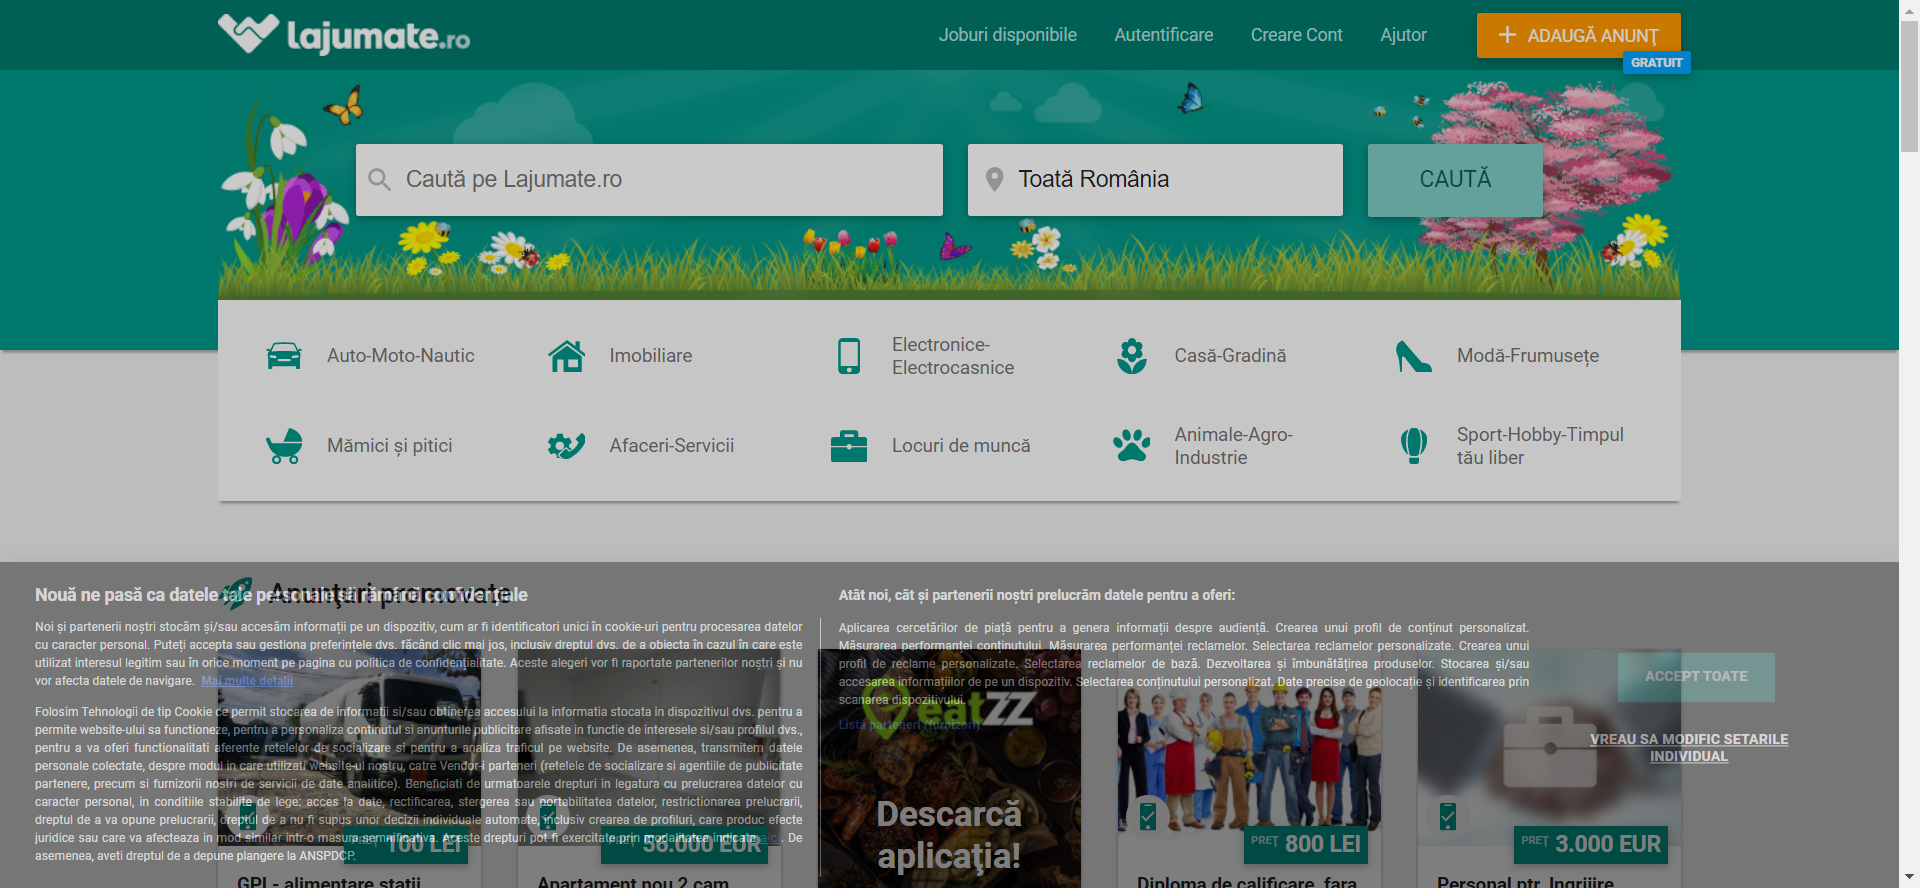 lajumate.ro
Joburi disponibile
Autentificare
Creare Cont
Ajutor
ADAUGĂ ANUNŢ
GRATUIT
Caută pe Lajumate.ro
Toată România
CAUTĂ
Auto-Moto-Nautic
Imobiliare
Electronice-
Electrocasnice
Casă-Gradină
Modă-Frumusețe
Mămici și pitici
Afaceri-Servicii
Locuri de muncă
Animale-Agro-
Industrie
Sport-Hobby-Timpul
tău liber
Anunţuri promovate
Nouă ne pasă ca datele tale personale să rămână confidențiale
Noi și partenerii noștri stocăm și/sau accesăm informații pe un dispozitiv, cum ar fi identificatori unici în cookie-uri pentru procesarea datelor
cu caracter personal. Puteți accepta sau gestiona preferințele dvs. făcând clic mai jos, inclusiv dreptul dvs. de a obiecta în cazul în care este
utilizat interesul legitim sau în orice moment pe pagina cu politica de confidențialitate. Aceste alegeri vor fi raportate partenerilor noștri și nu
vor afecta datele de navigare. Mai multe detalii
Folosim Tehnologii de tip Cookie ce permit stocarea de informatii si/sau obtinerea accesului la informatia stocata in dispozitivul dvs. pentru a
permite website-ului sa functioneze, pentru a personaliza continutul si anunturile publicitare afisate in functie de interesele si/sau profilul dvs.,
pentru a va oferi functionalitati aferente retelelor de socializare si pentru a analiza traficul pe website. De asemenea, transmitem datele
personale colectate, despre modul in care utilizati website-ul nostru, catre Vendor-i parteneri (retelele de socializare si agentiile de publicitate
partenere, precum si furnizorii nostri de servicii de date analitice). Beneficiati de urmatoarele drepturi in legatura cu prelucrarea datelor cu
caracter personal, in conditiile stabilite de lege: acces la date, rectificarea, stergerea sau portabilitatea datelor, restrictionarea prelucrarii,
dreptul de a va opune prelucrarii, dreptul de a nu fi supus unor decizii individuale automate, inclusiv crearea de profiluri, care produc efecte
juridice sau care va afecteaza in mod similar intr-o masura semnificativa. Aceste drepturi pot fi exercitate prin modalitatea indicata aici. De
asemenea, aveti dreptul de a depune plangere la ANSPDCP.
Atât noi, cât și partenerii noștri prelucrăm datele pentru a oferi:
Aplicarea cercetărilor de piață pentru a genera informații despre audiență. Crearea unui profil de conținut personalizat.
Măsurarea performanței conținutului. Măsurarea performanței reclamelor. Selectarea reclamelor personalizate. Crearea unui
profil de reclame personalizate. Selectarea reclamelor de bază. Dezvoltarea și îmbunătățirea produselor. Stocarea și/sau
accesarea informațiilor de pe un dispozitiv. Selectarea conținutului personalizat. Date precise de geolocație și identificarea prin
scanarea dispozitivului.
Listă parteneri (furnizori)
ACCEPT TOATE
VREAU SA MODIFIC SETARILE
INDIVIDUAL
eatzz
Descarcă
aplicaţia!
PREŢ 100 LEI
PREŢ 58.000 EUR
PREŢ 800 LEI
PREŢ 3.000 EUR
GPL - alimentare statii
Apartament nou 2 cam
Diploma de calificare, fara
Personal ptr. Ingrijire